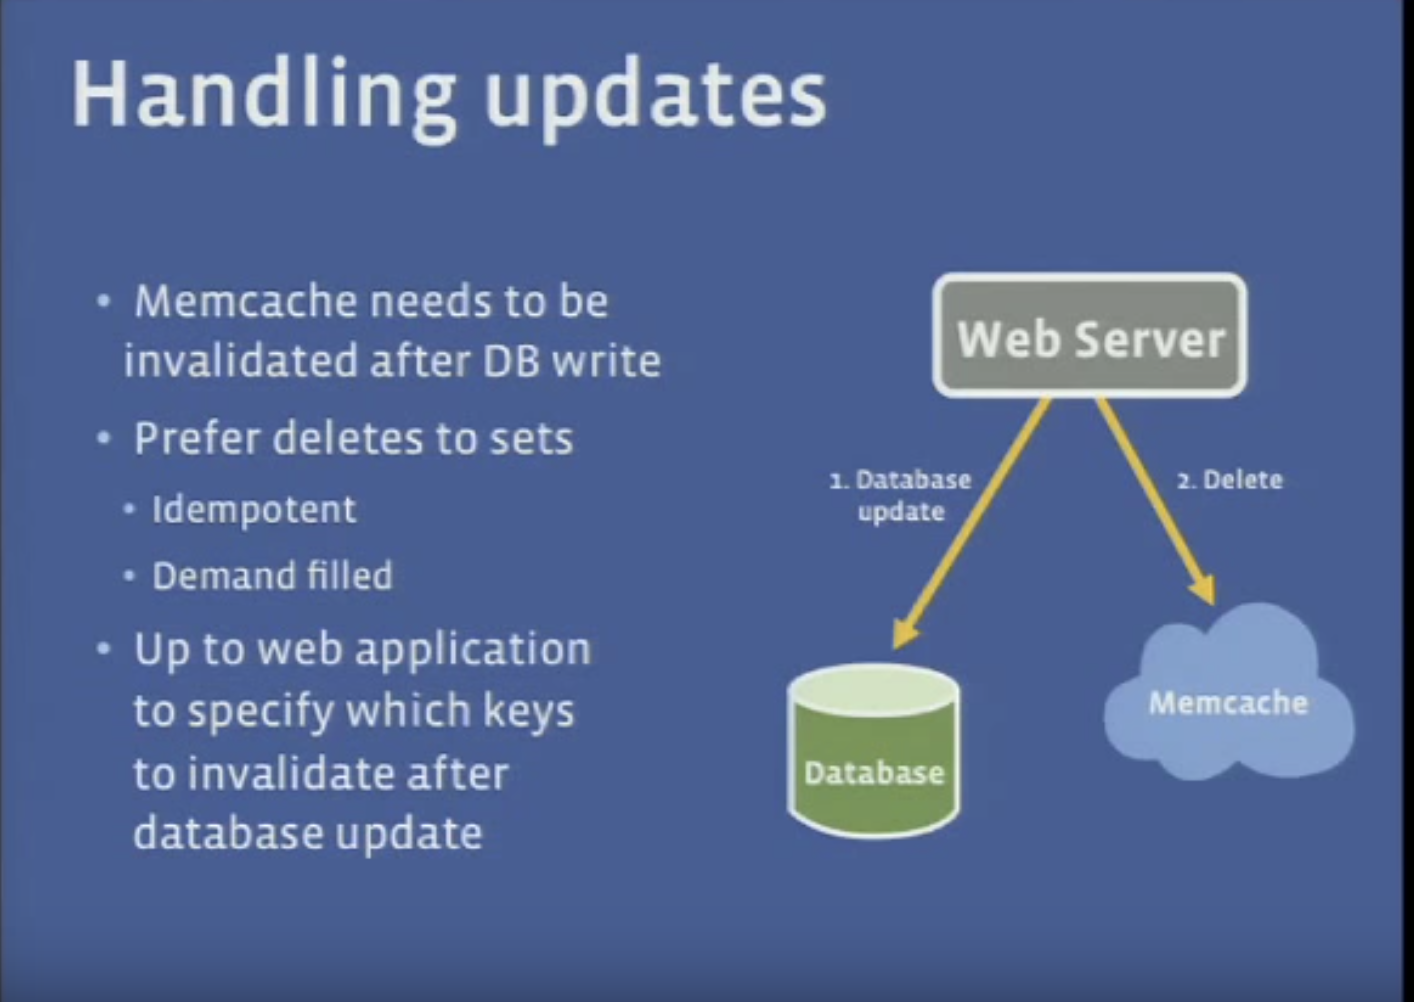 Handling updates
• Memcache needs to be
invalidated after DB write
• Prefer deletes to sets
• Idempotent
• Demand filled
• Up to web application
to specify which keys
to invalidate after
database update
Web Server
1. Database
update
2. Delete
Database
Memcache